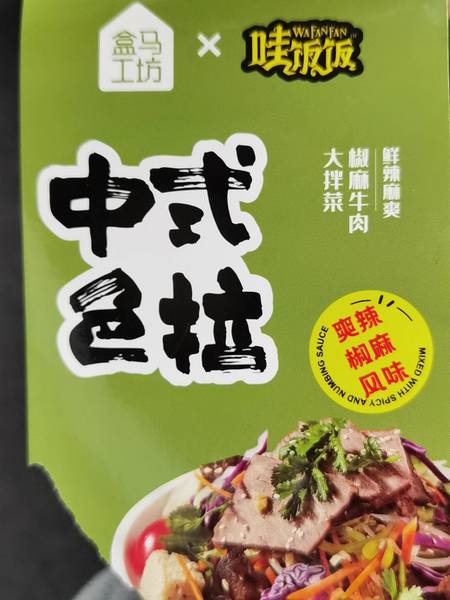 盒马
工坊
×
WAFANFAN
哇饭饭
中式
色拉
鲜辣麻爽
椒麻牛肉
大拌菜
爽辣
椒麻
风味
MIXED WITH SPICY AND NUMBING SAUCE